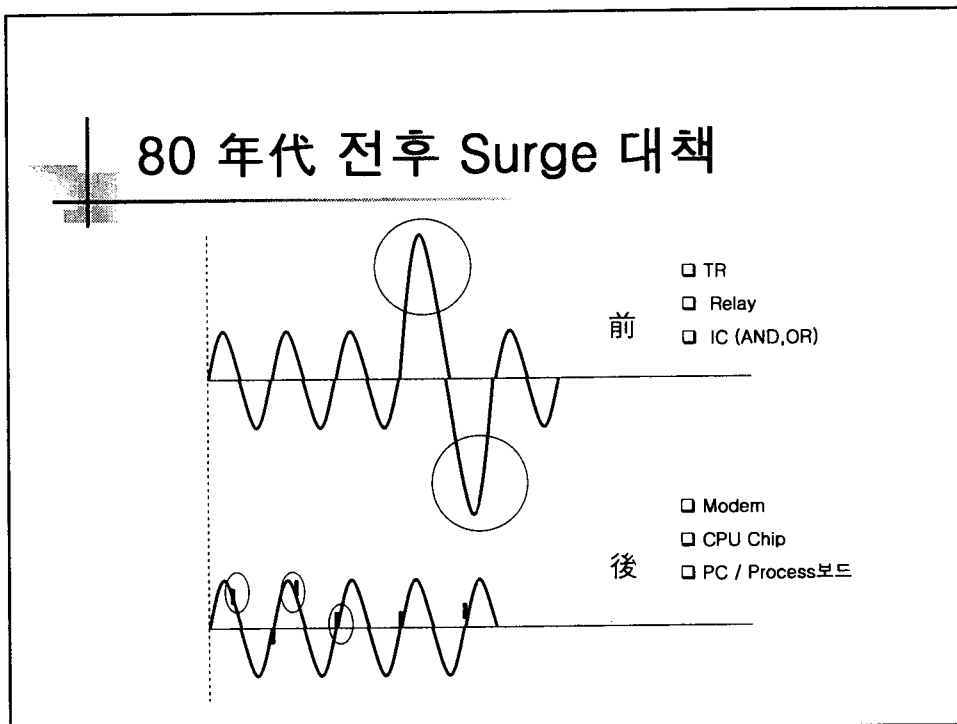 80 年代 전후 Surge 대책
前
❑ TR
❑ Relay
❑ IC (AND,OR)
後
❑ Modem
❑ CPU Chip
❑ PC / Process보드